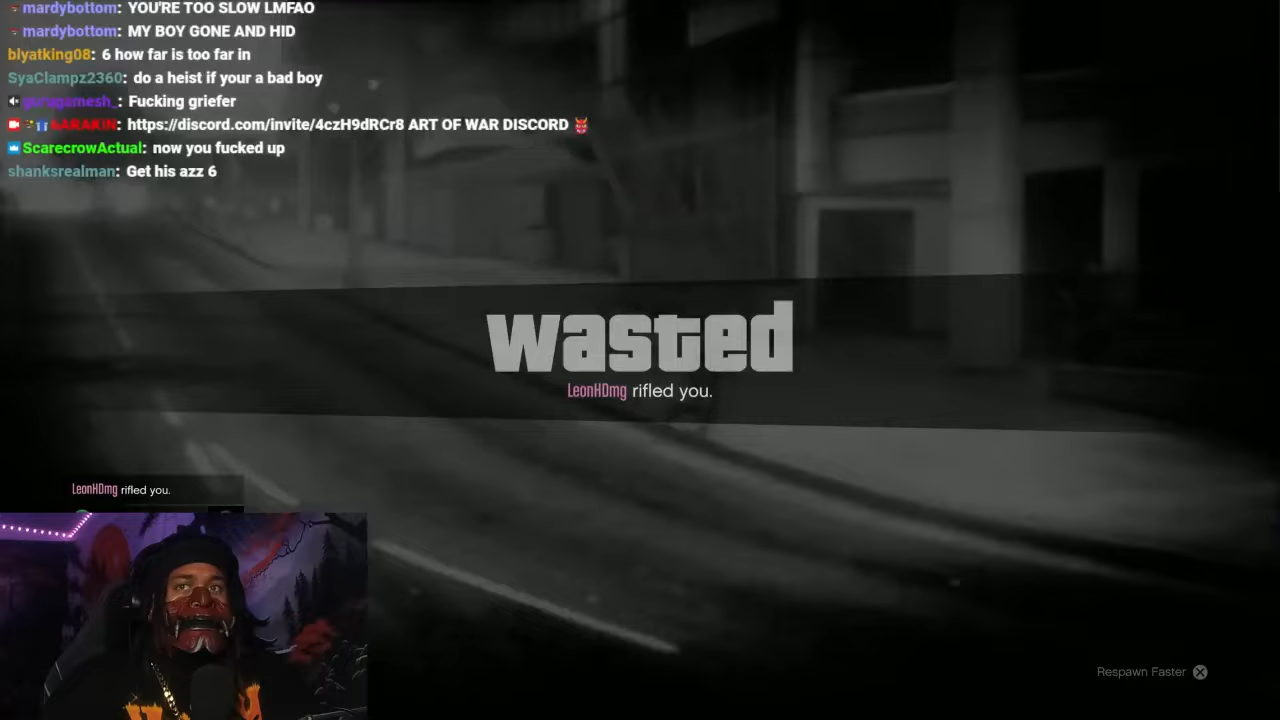 mardybottom: YOU'RE TOO SLOW LMFAO
mardybottom: MY BOY GONE AND HID
blyatking08: 6 how far is too far in
SyaClampz2360: do a heist if your a bad boy
gurugamesh_: Fucking griefer
6ARAKIN: https://discord.com/invite/4czH9dRCr8 ART OF WAR DISCORD 👹
ScarecrowActual: now you fucked up
shanksrealman: Get his azz 6
wasted
LeonHDmg rifled you.
LeonHDmg rifled you.
Respawn Faster